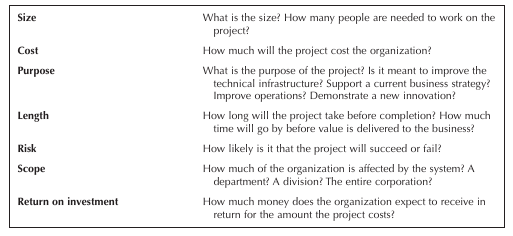 Size What is the size? How many people are needed to work on the
project?
Cost How much will the project cost the organization?
Purpose What is the purpose of the project? Is it meant to improve the
technical infrastructure? Support a current business strategy?
Improve operations? Demonstrate a new innovation?
Length How long will the project take before completion? How much
time will go by before value is delivered to the business?
Risk How likely is it that the project will succeed or fail?
Scope How much of the organization is affected by the system? A
department? A division? The entire corporation?
Return on investment How much money does the organization expect to receive in
return for the amount the project costs?